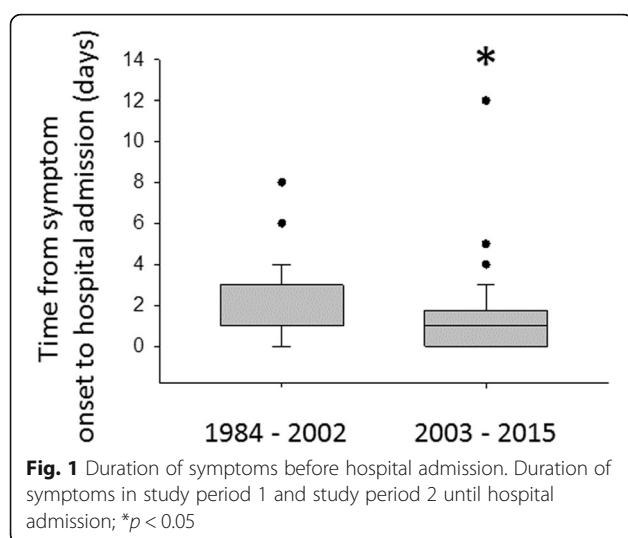 Time from symptom
onset to hospital admission (days)
14
12
10
8
6
4
2
0
*
1984 - 2002
2003 - 2015
Fig. 1 Duration of symptoms before hospital admission. Duration of
symptoms in study period 1 and study period 2 until hospital
admission; *p < 0.05